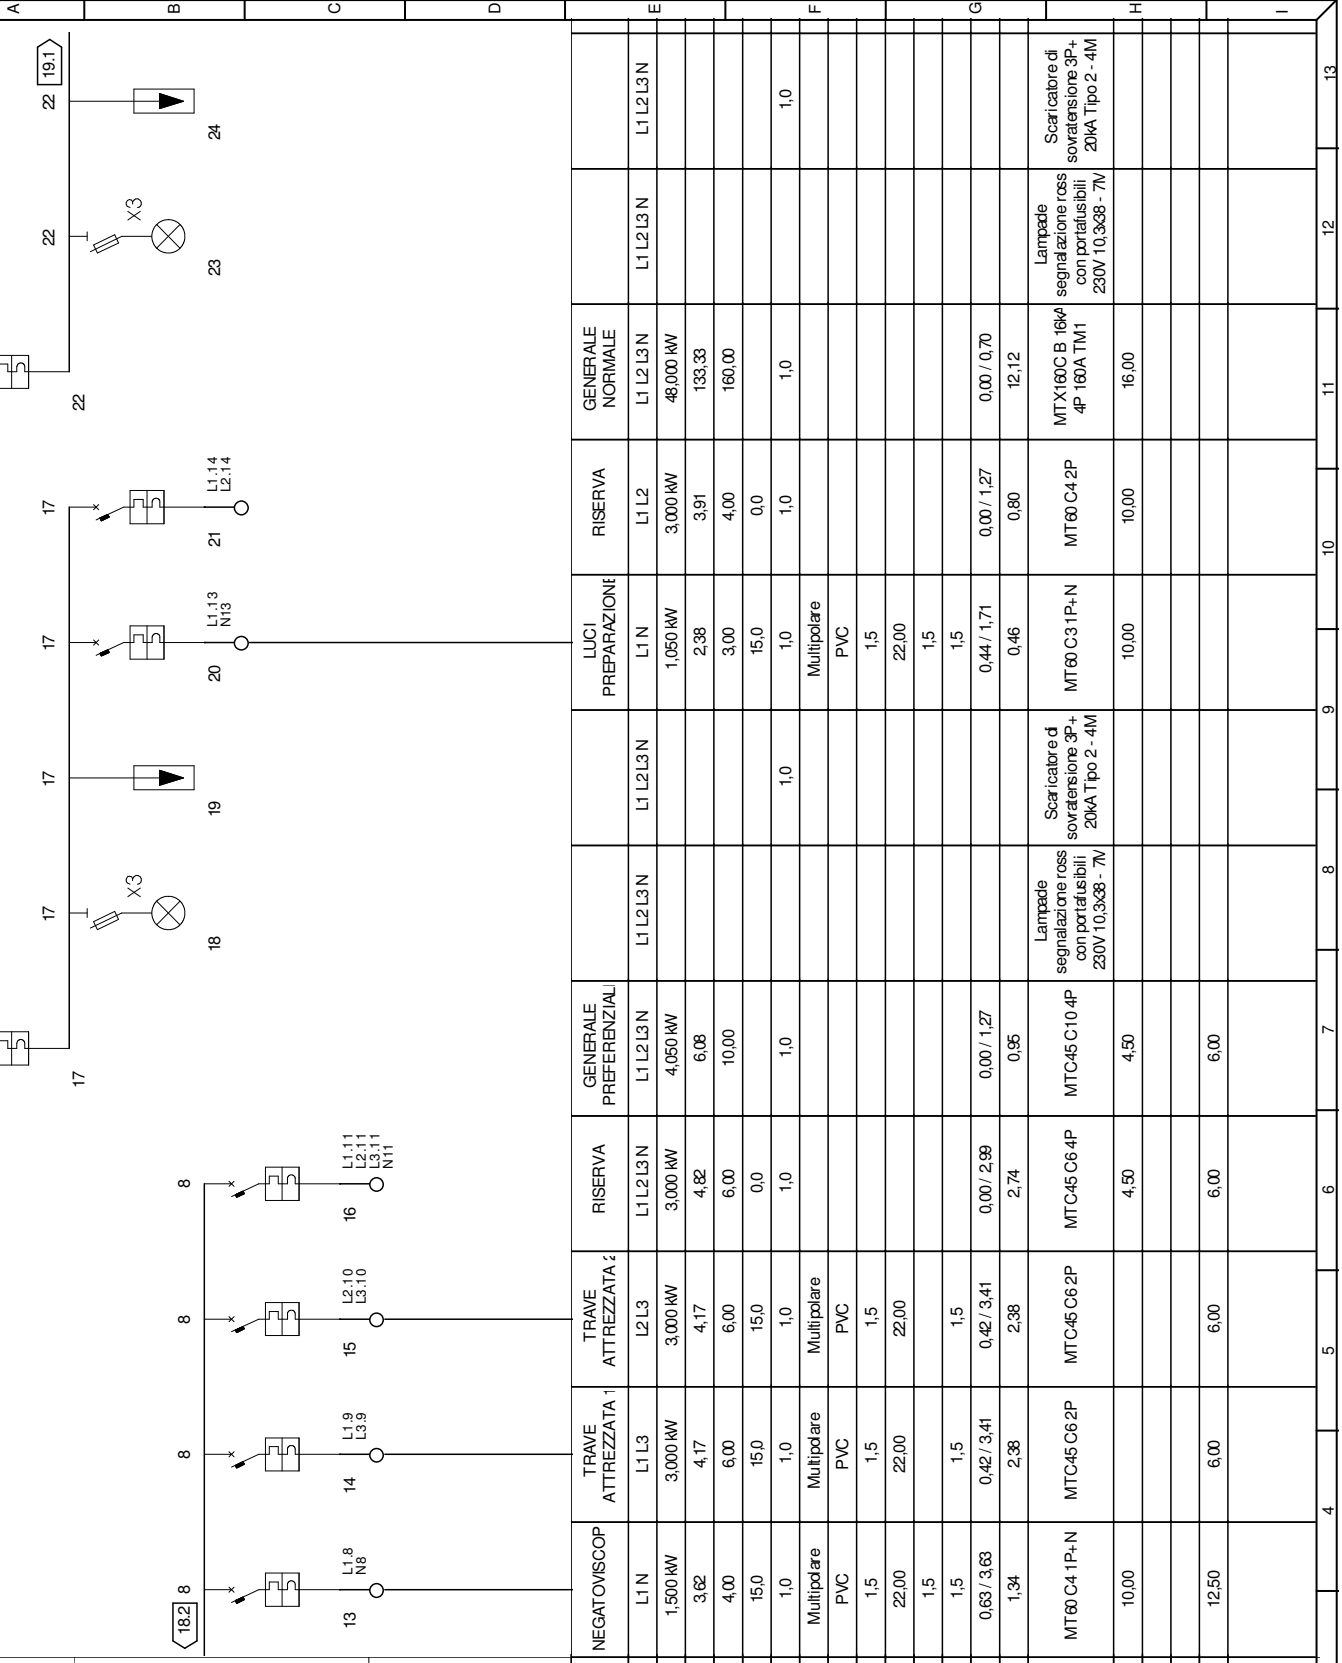 A
17 17 17 17 22 22 19.1
17 22
X3 X3
B
18.2 8 8 8 8
18 19 20 21 23 24
L1.13 L1.14
N13 L2.14
C
13 14 15 16
L1.8 L1.9 L2.10 L1.11
N8 L3.9 L3.10 L2.11
L3.11
N11
D
NEGATOVISCOP
TRAVE
ATTREZZATA 1
TRAVE
ATTREZZATA 2
RISERVA
GENERALE
PREFERENZIALI
LUCI
PREPARAZIONE
RISERVA
GENERALE
NORMALE
L1 N L1 L3 L2 L3 L1 L2 L3 N L1 L2 L3 N L1 L2 L3 N L1 L2 L3 N L1 N L1 L2 L1 L2 L3 N L1 L2 L3 N L1 L2 L3 N
E
1,500 kW 3,000 kW 3,000 kW 3,000 kW 4,050 kW 1,050 kW 3,000 kW 48,000 kW
3,62 4,17 4,17 4,82 6,08 2,38 3,91 133,33
4,00 6,00 6,00 6,00 10,00 3,00 4,00 160,00
15,0 15,0 15,0 0,0 15,0 0,0
1,0 1,0 1,0 1,0 1,0 1,0 1,0 1,0 1,0 1,0
Multipolare Multipolare Multipolare Multipolare
F
PVC PVC PVC PVC
1,5 1,5 1,5 1,5
22,00 22,00 22,00 22,00
1,5 1,5
1,5 1,5 1,5 1,5
G
0,63 / 3,63 0,42 / 3,41 0,42 / 3,41 0,00 / 2,99 0,00 / 1,27 0,44 / 1,71 0,00 / 1,27 0,00 / 0,70
1,34 2,38 2,38 2,74 0,95 0,46 0,80 12,12
MT60 C4 1P+N
MTC45 C6 2P
MTC45 C6 2P
MTC45 C6 4P
MTC45 C10 4P
Lampade
segnalazione ross
con portafusibili
230V 10,3x38 - 7IV
Scaricatore di
sovratensione 3P+
20kA Tipo 2 - 4M
MT60 C3 1P+N
MT60 C4 2P
MTX160C B 16kA
4P 160A TM1
Lampade
segnalazione ross
con portafusibili
230V 10,3x38 - 7IV
Scaricatore di
sovratensione 3P+
20kA Tipo 2 - 4M
H
10,00 4,50 4,50 10,00 10,00 16,00
12,50 6,00 6,00 6,00 6,00
I
4 5 6 7 8 9 10 11 12 13